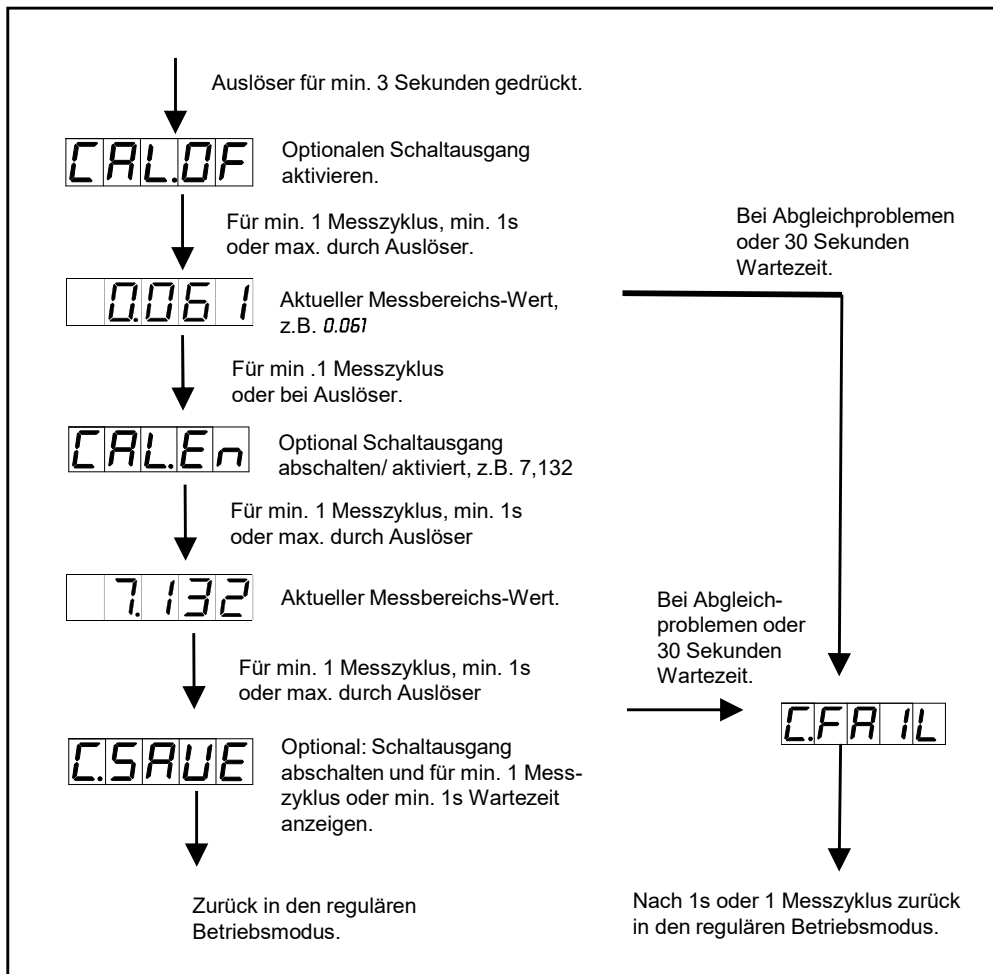 Auslöser für min. 3 Sekunden gedrückt.
CAL.OF
Optionalen Schaltausgang
aktivieren.
Für min. 1 Messzyklus, min. 1s
oder max. durch Auslöser.
Bei Abgleichproblemen
oder 30 Sekunden
Wartezeit.
0.061
Aktueller Messbereichs-Wert,
z.B. 0.061
Für min .1 Messzyklus
oder bei Auslöser.
CAL.En
Optional Schaltausgang
abschalten/ aktiviert, z.B. 7,132
Für min. 1 Messzyklus, min. 1s
oder max. durch Auslöser
7.132
Aktueller Messbereichs-Wert.
Bei Abgleich-
problemen oder
30 Sekunden
Wartezeit.
Für min. 1 Messzyklus, min. 1s
oder max. durch Auslöser
C.FAIL
C.SAVE
Optional: Schaltausgang
abschalten und für min. 1 Mess-
zyklus oder min. 1s Wartezeit
anzeigen.
Zurück in den regulären
Betriebsmodus.
Nach 1s oder 1 Messzyklus zurück
in den regulären Betriebsmodus.